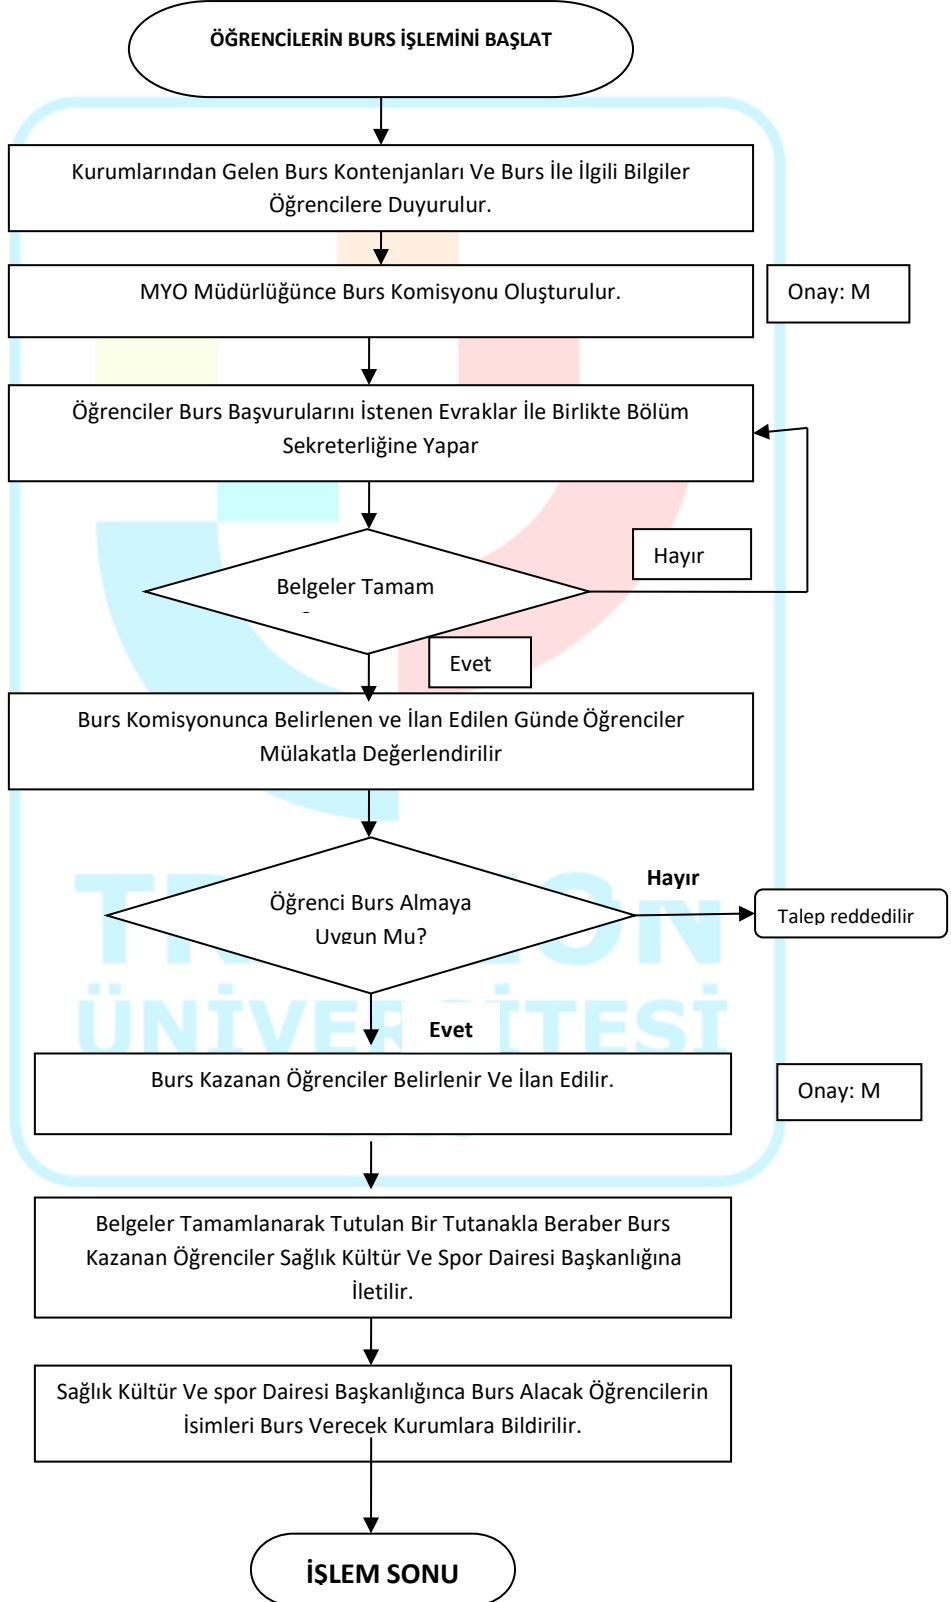 ÖĞRENCİLERİN BURS İŞLEMİNİ BAŞLAT
Kurumlarından Gelen Burs Kontenjanları Ve Burs İle İlgili Bilgiler
Öğrencilere Duyurulur.
MYO Müdürlüğünce Burs Komisyonu Oluşturulur.
Onay: M
Öğrenciler Burs Başvurularını İstenen Evraklar İle Birlikte Bölüm
Sekreterliğine Yapar
Hayır
Belgeler Tamam
Evet
Burs Komisyonunca Belirlenen ve İlan Edilen Günde Öğrenciler
Mülakatla Değerlendirilir
Hayır
Öğrenci Burs Almaya
Uygun Mu?
Talep reddedilir
ÜNİVERSİTESİ
Evet
Burs Kazanan Öğrenciler Belirlenir Ve İlan Edilir.
Onay: M
Belgeler Tamamlanarak Tutulan Bir Tutanakla Beraber Burs
Kazanan Öğrenciler Sağlık Kültür Ve Spor Dairesi Başkanlığına
İletilir.
Sağlık Kültür Ve spor Dairesi Başkanlığınca Burs Alacak Öğrencilerin
İsimleri Burs Verecek Kurumlara Bildirilir.
İŞLEM SONU